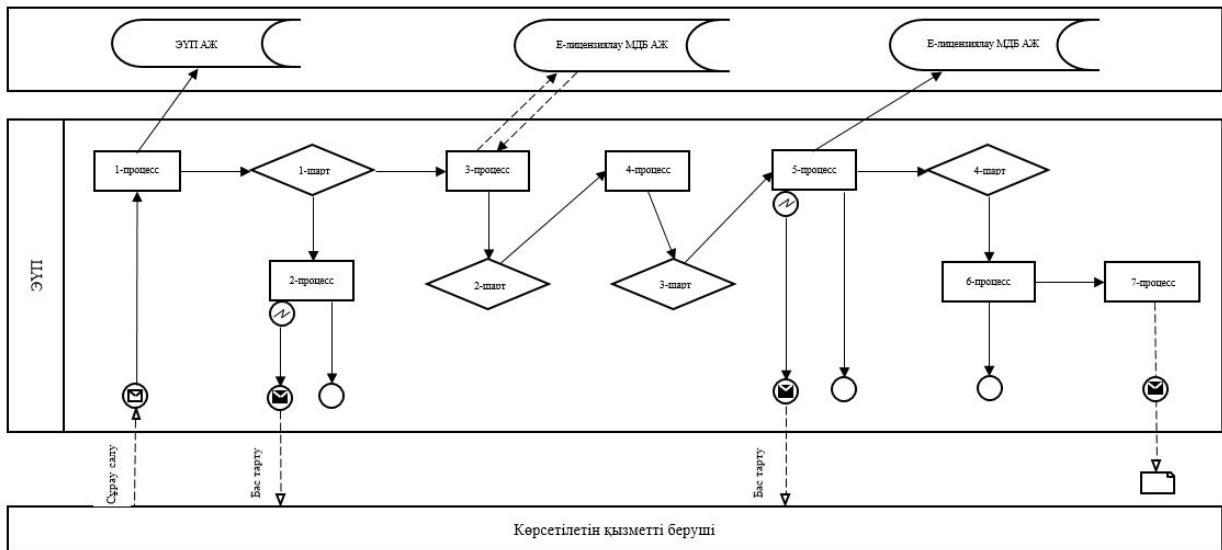 ЭҮП АЖ
Е-лицензиялау МДБ АЖ
Е-лицензиялау МДБ АЖ
ЭҮП
1-процесс
1-шарт
3-процесс
4-процесс
5-процесс
4-шарт
2-процесс
2-шарт
3-шарт
6-процесс
7-процесс
Сұрау салу
Бас тарту
Бас тарту
Көрсетілетін қызметті беруші